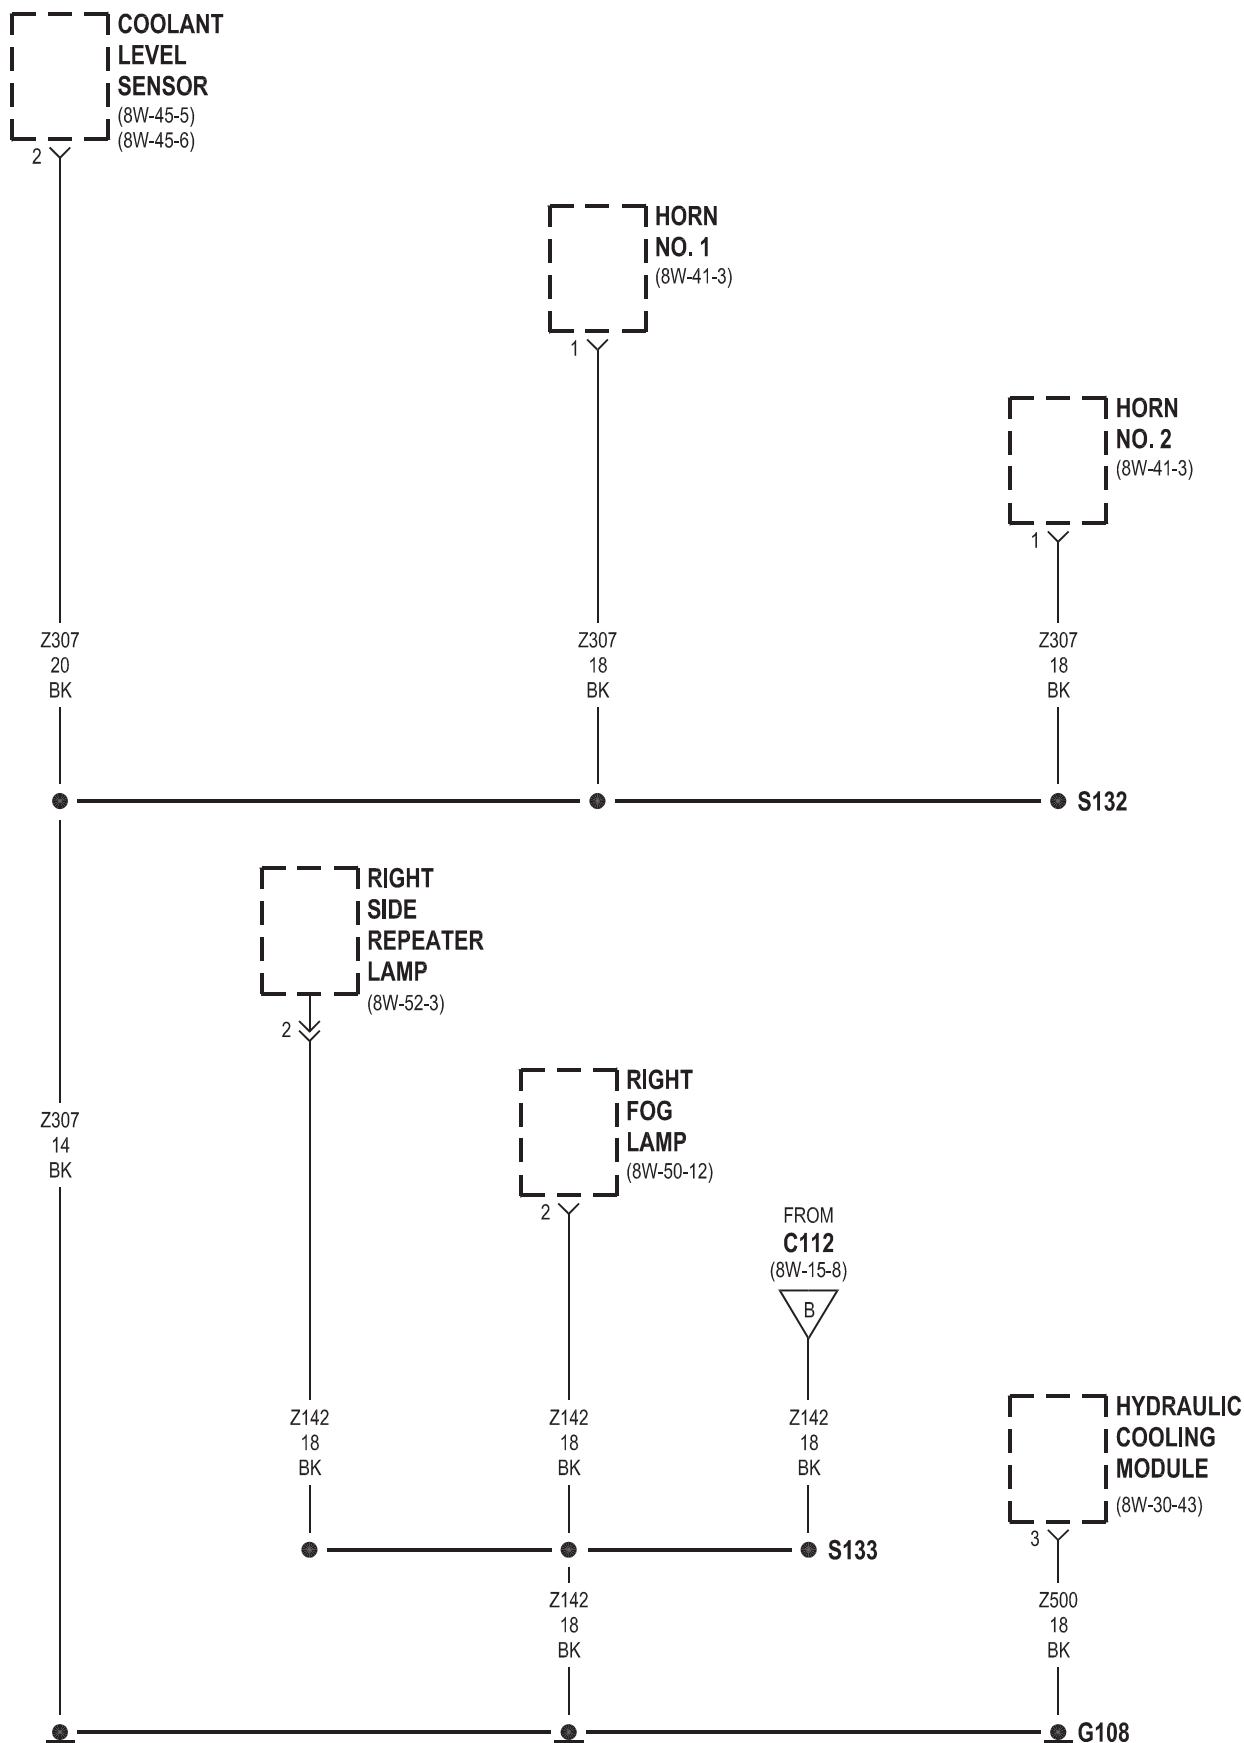 COOLANT
LEVEL
SENSOR
(8W-45-5)
(8W-45-6)
2
HORN
NO. 1
(8W-41-3)
1
HORN
NO. 2
(8W-41-3)
1
Z307
20
BK
Z307
18
BK
Z307
18
BK
S132
RIGHT
SIDE
REPEATER
LAMP
(8W-52-3)
2
RIGHT
FOG
LAMP
(8W-50-12)
2
Z307
14
BK
FROM
C112
(8W-15-8)
B
HYDRAULIC
COOLING
MODULE
(8W-30-43)
3
Z142
18
BK
Z142
18
BK
Z142
18
BK
S133
Z142
18
BK
Z500
18
BK
G108